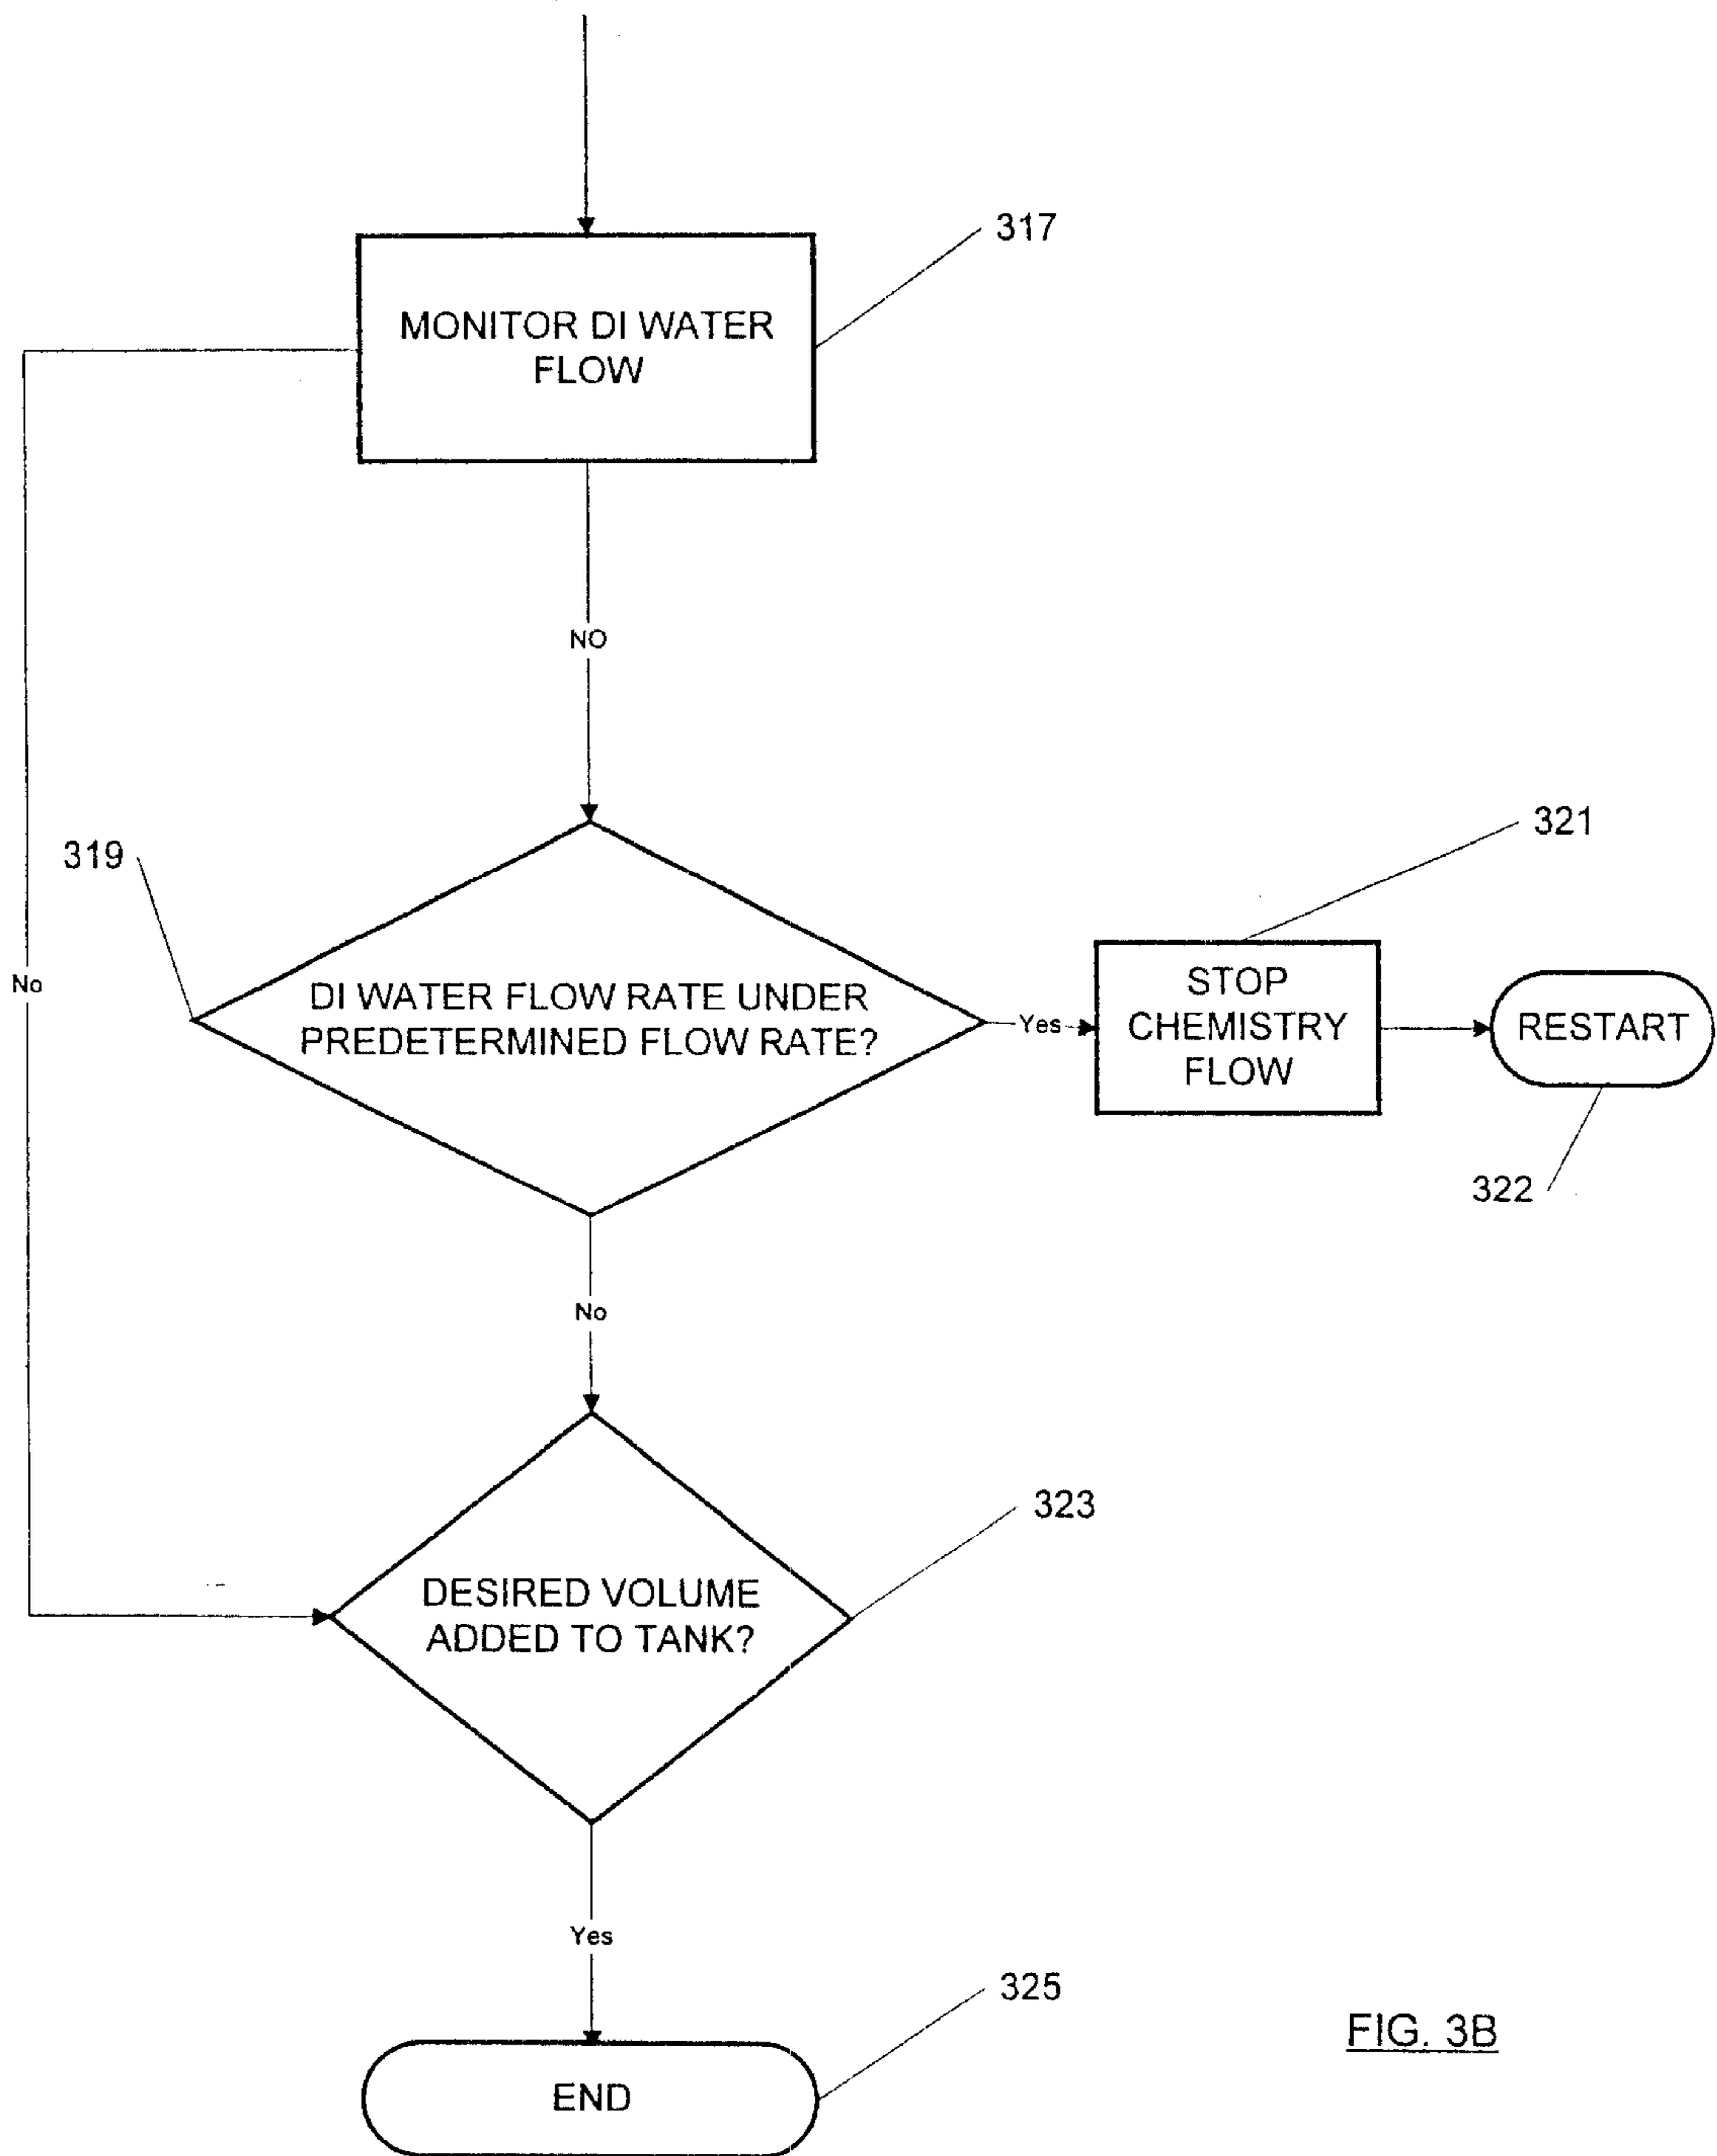 317
MONITOR DI WATER
FLOW
NO
319
321
No
DI WATER FLOW RATE UNDER
PREDETERMINED FLOW RATE?
Yes
STOP
CHEMISTRY
FLOW
RESTART
322
No
323
DESIRED VOLUME
ADDED TO TANK?
Yes
325
END
FIG. 3B